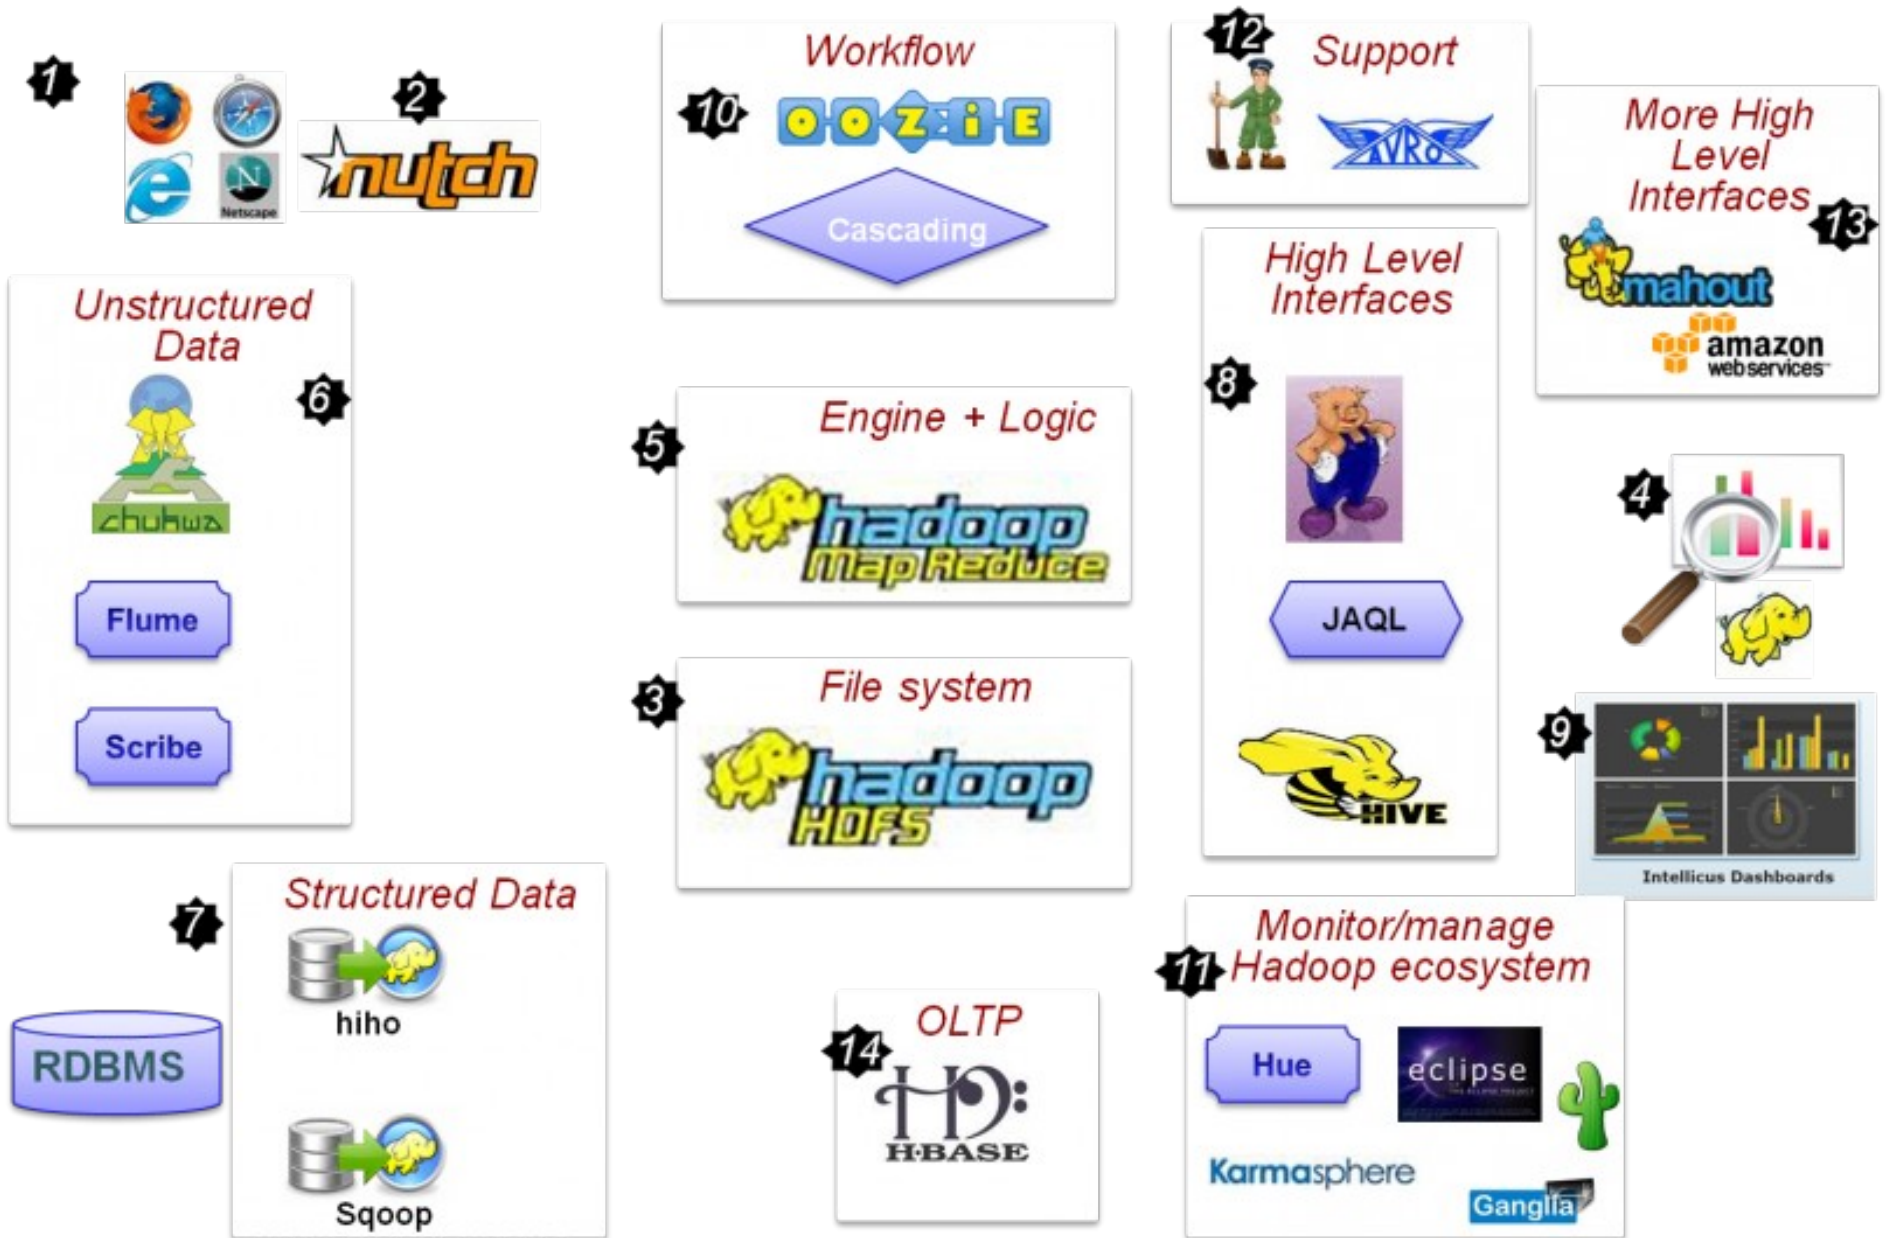 1
2
N
Netscape
nutch
Workflow
10
OOZiE
Cascading
12
Support
AVRO
More High
Level
Interfaces
13
mahout
amazon
webservices™
Unstructured
Data
6
chukwa
Flume
Scribe
5
Engine + Logic
hadoop
Map Reduce
3
File system
hadoop
HDFS
High Level
Interfaces
8
JAQL
HIVE
4
9
Intellicus Dashboards
7
Structured Data
hiho
Sqoop
RDBMS
14
OLTP
H·BASE
Monitor/manage
11
Hadoop ecosystem
Hue
eclipse
Karmasphere
Ganglia